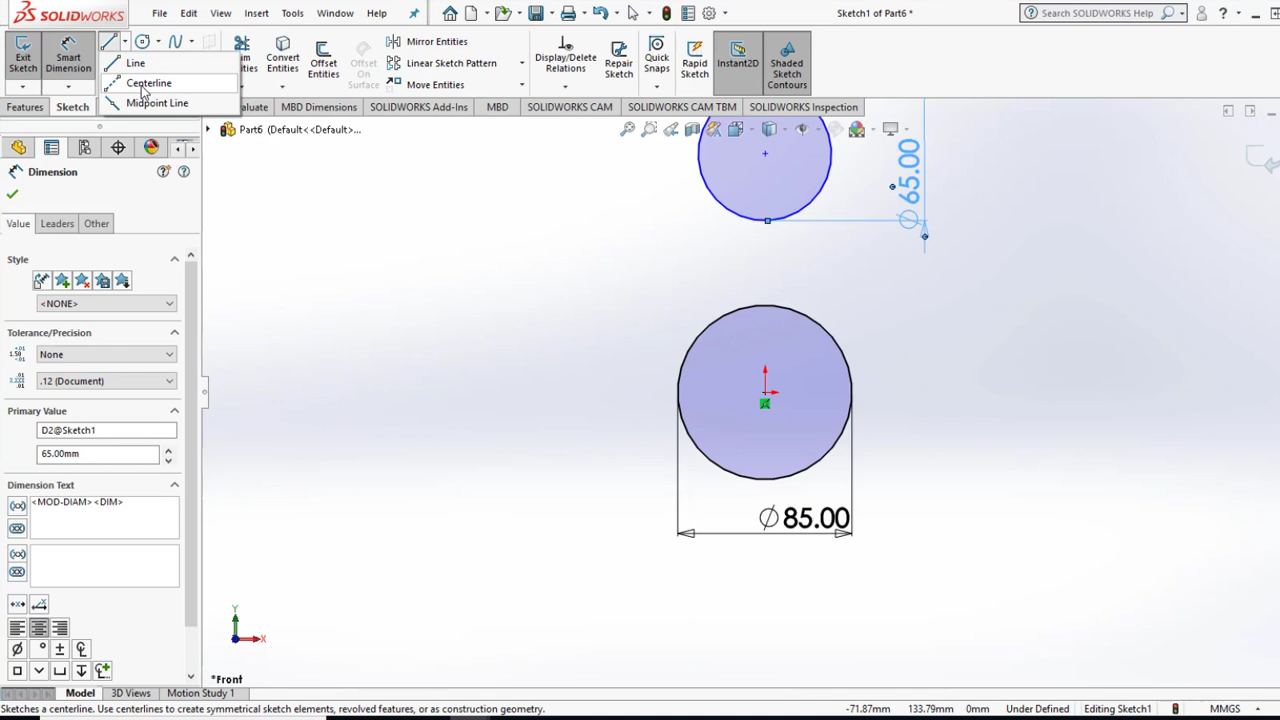 SOLIDWORKS
File
Edit
View
Insert
Tools
Window
Help
Sketch1 of Part6 *
Search SOLIDWORKS Help
Exit Sketch
Smart Dimension
Convert Entities
Offset Entities
Offset On Surface
Mirror Entities
Linear Sketch Pattern
Move Entities
Display/Delete Relations
Repair Sketch
Quick Snaps
Rapid Sketch
Instant2D
Shaded Sketch Contours
Line
Centerline
Midpoint Line
Features
Sketch
MBD Dimensions
SOLIDWORKS Add-Ins
MBD
SOLIDWORKS CAM
SOLIDWORKS CAM TBM
SOLIDWORKS Inspection
Part6 (Default<<Default>...
Dimension
Value
Leaders
Other
Style
<NONE>
Tolerance/Precision
None
.12 (Document)
Primary Value
D2@Sketch1
65.00mm
Dimension Text
<MOD-DIAM><DIM>
∅ 65.00
∅ 85.00
Y
X
*Front
Model
3D Views
Motion Study 1
Sketches a centerline. Use centerlines to create symmetrical sketch elements, revolved features, or as construction geometry.
-71.87mm
133.79mm
0mm
Under Defined
Editing Sketch1
MMGS